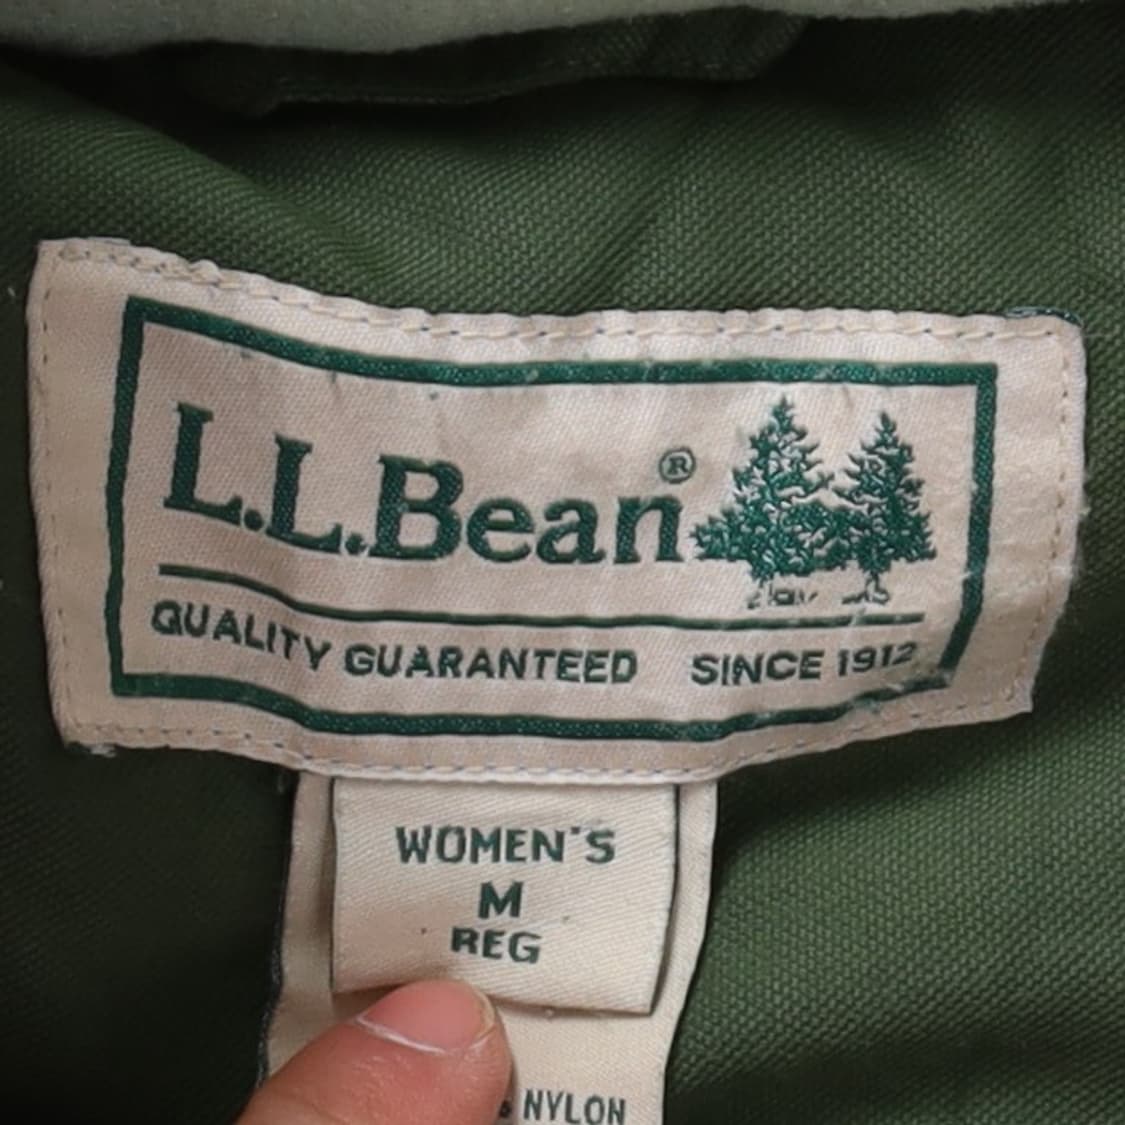 L.L.Bean®
QUALITY GUARANTEED SINCE 1912
WOMEN'S
M
REG
NYLON